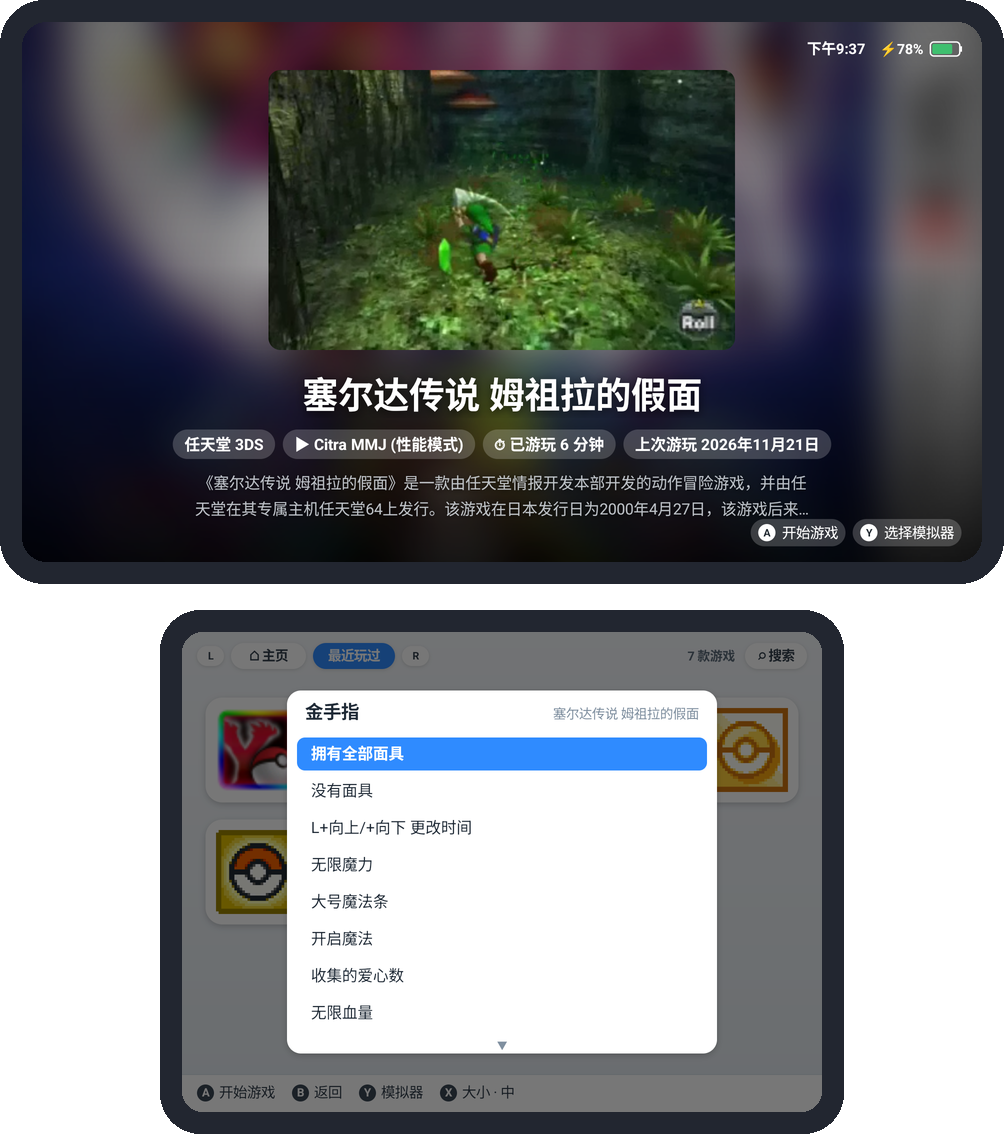 下午9:37 ⚡78%
Roll
塞尔达传说 姆祖拉的假面
任天堂 3DS ▶ Citra MMJ (性能模式) ⏱ 已游玩 6 分钟 上次游玩 2026年11月21日
《塞尔达传说 姆祖拉的假面》是一款由任天堂情报开发本部开发的动作冒险游戏，并由任
天堂在其专属主机任天堂64上发行。该游戏在日本发行日为2000年4月27日，该游戏后来...
A 开始游戏 Y 选择模拟器
L 主页 最近玩过 R 7 款游戏 搜索
金手指 塞尔达传说 姆祖拉的假面
拥有全部面具
没有面具
L+向上/+向下 更改时间
无限魔力
大号魔法条
开启魔法
收集的爱心数
无限血量
▼
A 开始游戏 B 返回 Y 模拟器 X 大小 · 中